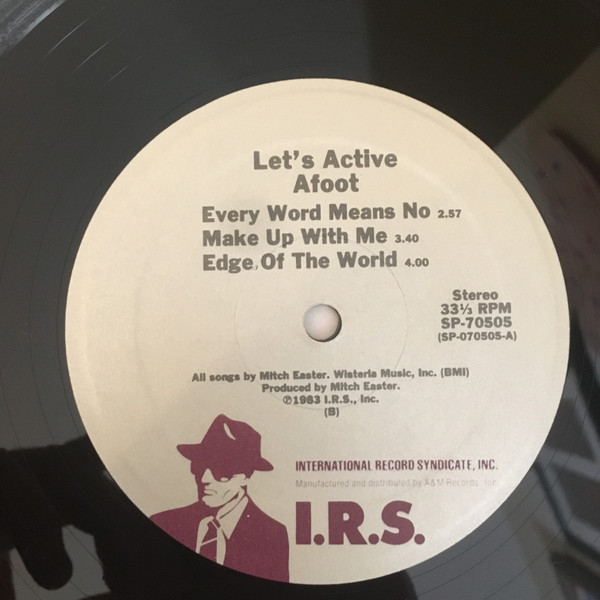 Let's Active
Afoot
Every Word Means No 2.57
Make Up With Me 3.40
Edge Of The World 4.00
Stereo
33⅓ RPM
SP-70505
(SP-070505-A)
All songs by Mitch Easter. Wisteria Music, Inc. (BMI)
Produced by Mitch Easter.
℗1983 I.R.S., Inc.
(B)
INTERNATIONAL RECORD SYNDICATE, INC.
Manufactured and distributed by A&M Records, Inc.
I.R.S.